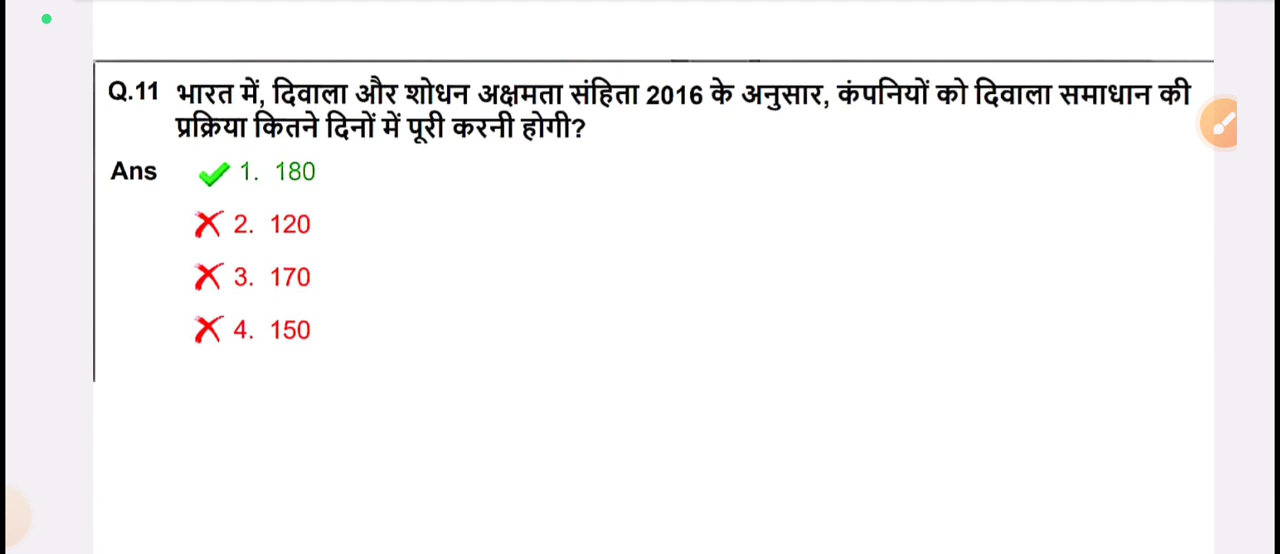 Q.11 भारत में, दिवाला और शोधन अक्षमता संहिता 2016 के अनुसार, कंपनियों को दिवाला समाधान की
प्रक्रिया कितने दिनों में पूरी करनी होगी?
Ans 1. 180
2. 120
3. 170
4. 150